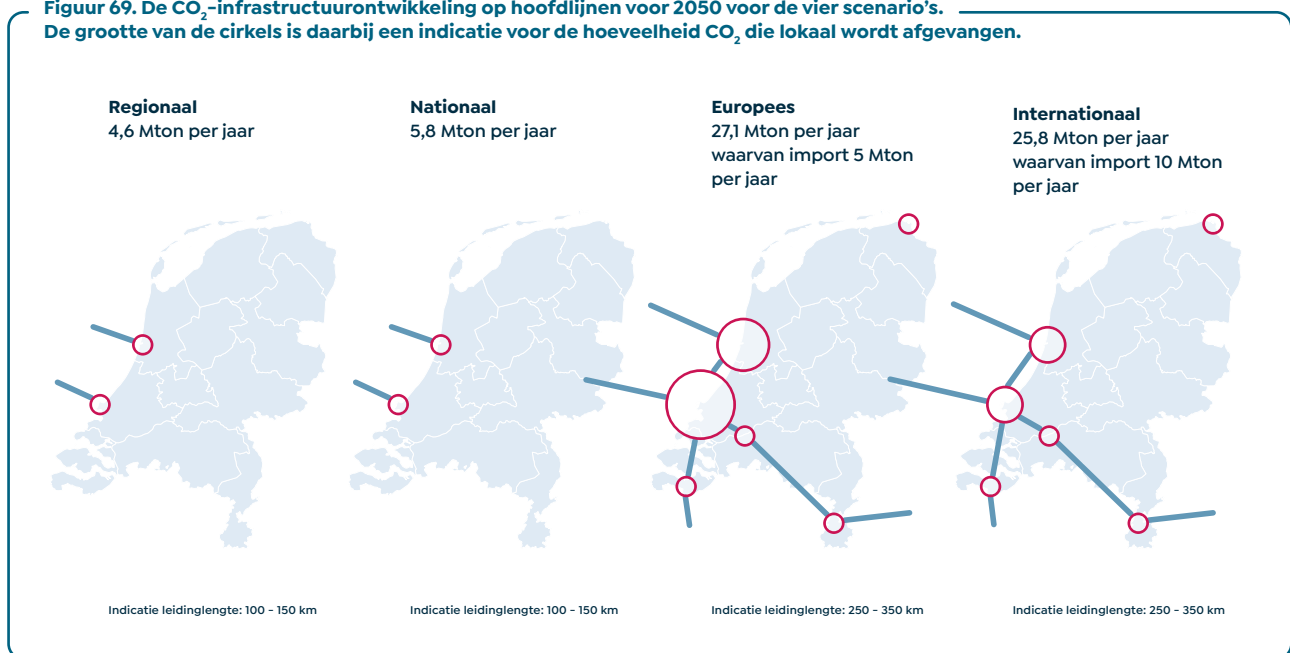 Figuur 69. De CO₂-infrastructuurontwikkeling op hoofdlijnen voor 2050 voor de vier scenario's.
De grootte van de cirkels is daarbij een indicatie voor de hoeveelheid CO₂ die lokaal wordt afgevangen.
Regionaal
4,6 Mton per jaar
Nationaal
5,8 Mton per jaar
Europees
27,1 Mton per jaar
waarvan import 5 Mton
per jaar
Internationaal
25,8 Mton per jaar
waarvan import 10 Mton
per jaar
Indicatie leidinglengte: 100 - 150 km
Indicatie leidinglengte: 100 - 150 km
Indicatie leidinglengte: 250 - 350 km
Indicatie leidinglengte: 250 - 350 km